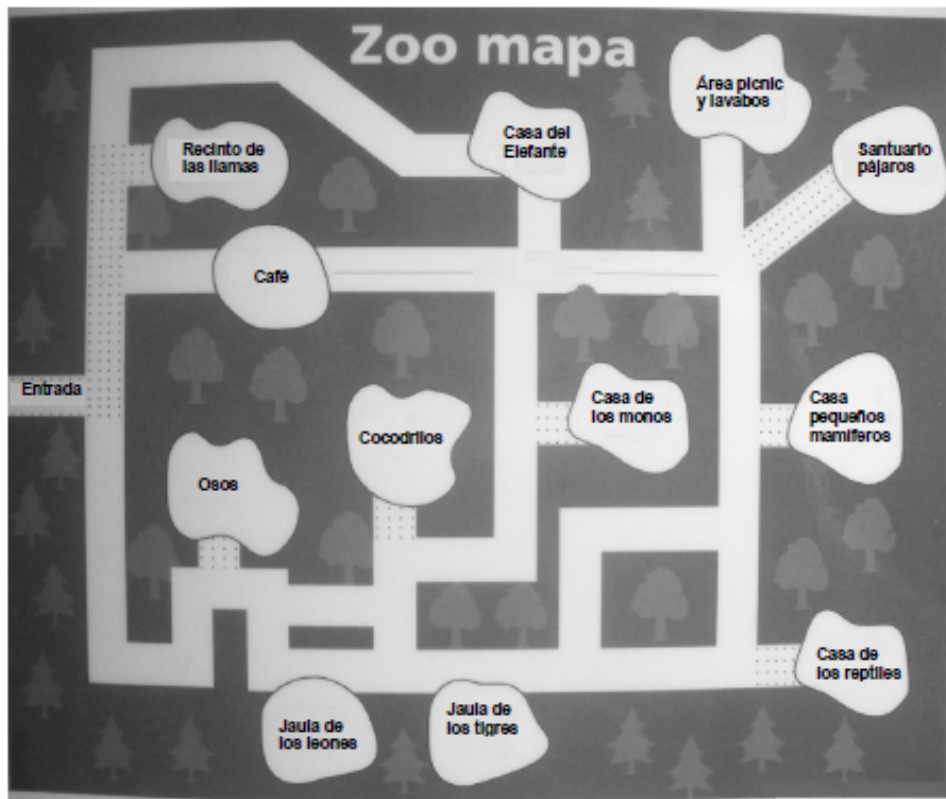 Zoo mapa
Área picnic
y lavabos
Casa del
Elefante
Recinto de
las llamas
Santuario
pájaros
Café
Entrada
Casa de
los monos
Casa
pequeños
mamíferos
Cocodrilos
Osos
Casa de
los reptiles
Jaula de
los leones
Jaula de
los tigres